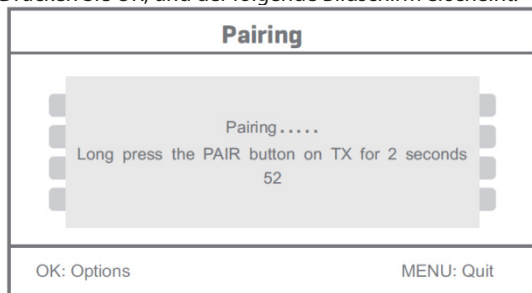 Drücken Sie OK, und der folgende Bildschirm erscheint.
Pairing
Pairing.....
Long press the PAIR button on TX for 2 seconds
52
OK: Options
MENU: Quit